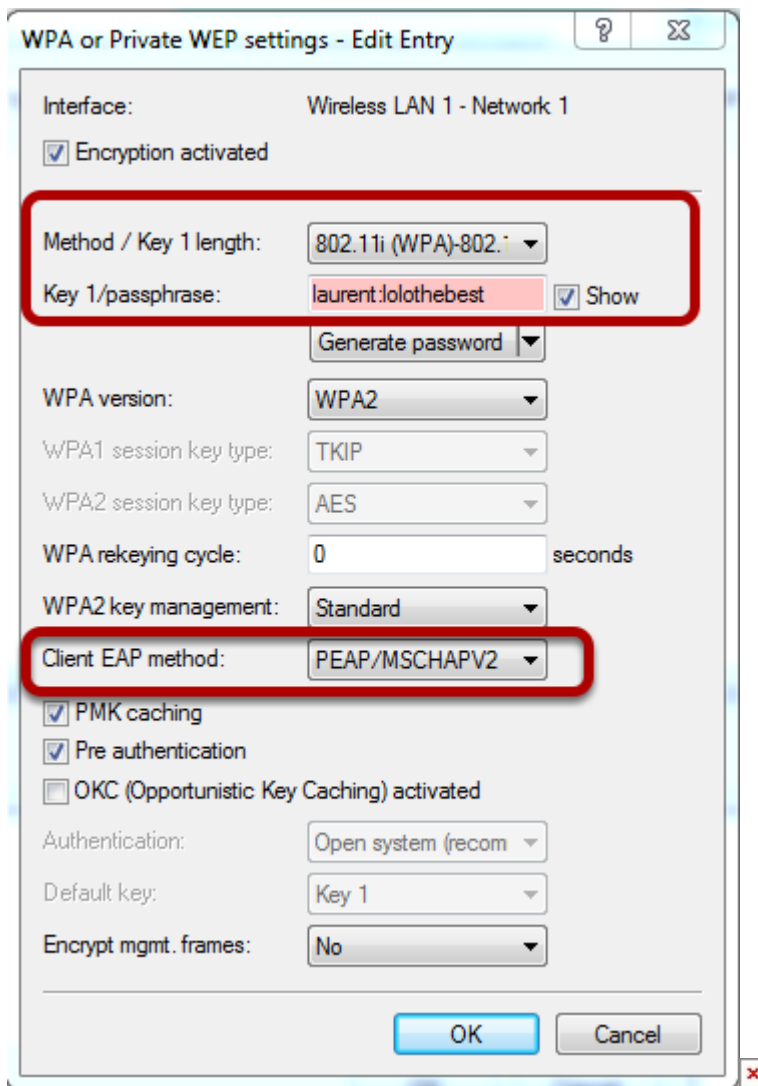 WPA or Private WEP settings - Edit Entry
Interface: Wireless LAN 1 - Network 1
Encryption activated
Method / Key 1 length: 802.11i (WPA)-802.1
Key 1/passphrase: laurent:lolothebest Show
Generate password
WPA version: WPA2
WPA1 session key type: TKIP
WPA2 session key type: AES
WPA rekeying cycle: 0 seconds
WPA2 key management: Standard
Client EAP method: PEAP/MSCHAPV2
PMK caching
Pre authentication
OKC (Opportunistic Key Caching) activated
Authentication: Open system (recom
Default key: Key 1
Encrypt mgmt. frames: No
OK Cancel